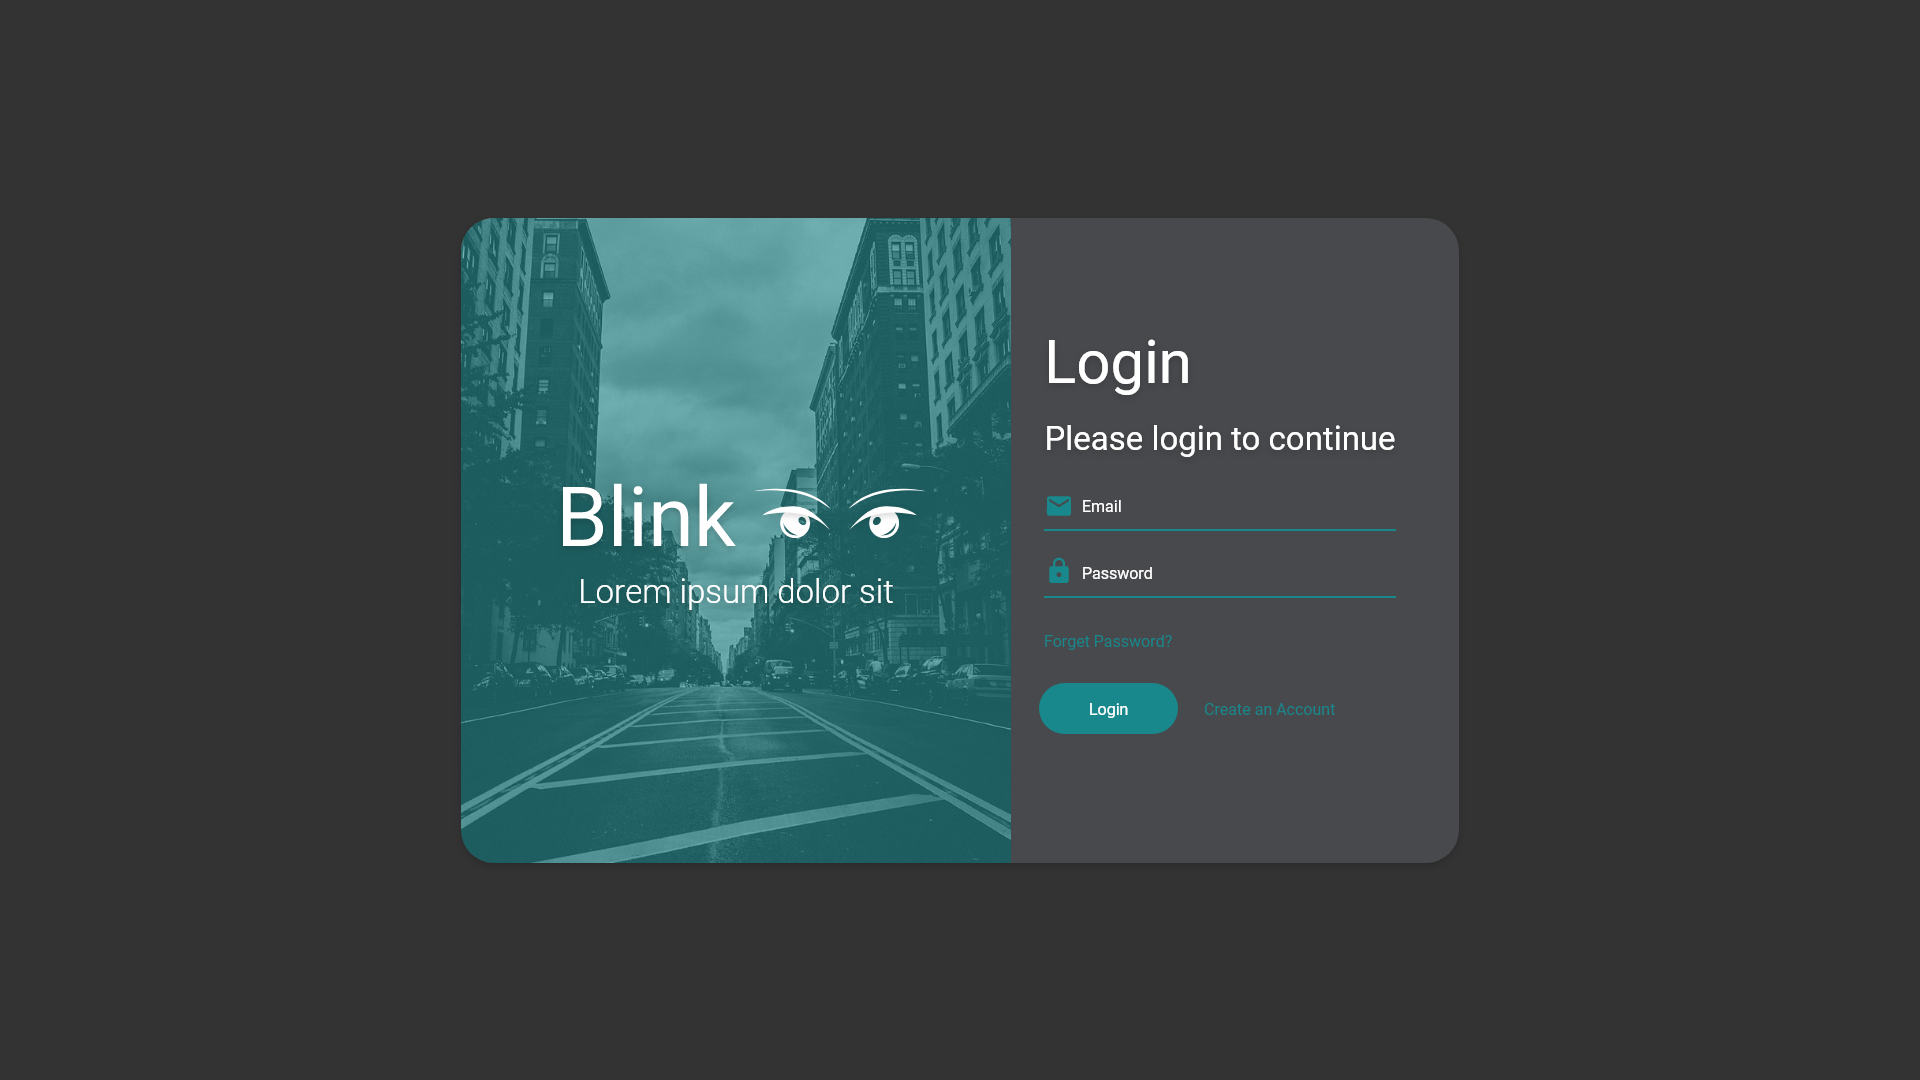 Blink
Lorem ipsum dolor sit
Login
Please login to continue
Email
Password
Forget Password?
Login
Create an Account